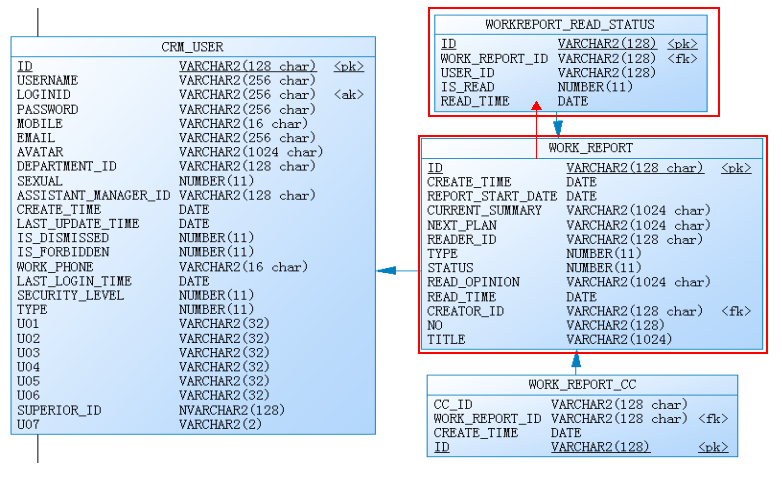 CRM_USER
ID VARCHAR2(128 char) <pk>
USERNAME VARCHAR2(256 char)
LOGINID VARCHAR2(256 char) <ak>
PASSWORD VARCHAR2(256 char)
MOBILE VARCHAR2(16 char)
EMAIL VARCHAR2(256 char)
AVATAR VARCHAR2(1024 char)
DEPARTMENT_ID VARCHAR2(128 char)
SEXUAL NUMBER(11)
ASSISTANT_MANAGER_ID VARCHAR2(128 char)
CREATE_TIME DATE
LAST_UPDATE_TIME DATE
IS_DISMISSED NUMBER(11)
IS_FORBIDDEN NUMBER(11)
WORK_PHONE VARCHAR2(16 char)
LAST_LOGIN_TIME DATE
SECURITY_LEVEL NUMBER(11)
TYPE NUMBER(11)
U01 VARCHAR2(32)
U02 VARCHAR2(32)
U03 VARCHAR2(32)
U04 VARCHAR2(32)
U05 VARCHAR2(32)
U06 VARCHAR2(32)
SUPERIOR_ID NVARCHAR2(128)
U07 VARCHAR2(2)
WORKREPORT_READ_STATUS
ID VARCHAR2(128) <pk>
WORK_REPORT_ID VARCHAR2(128) <fk>
USER_ID VARCHAR2(128)
IS_READ NUMBER(11)
READ_TIME DATE
WORK_REPORT
ID VARCHAR2(128 char) <pk>
CREATE_TIME DATE
REPORT_START_DATE DATE
CURRENT_SUMMARY VARCHAR2(1024 char)
NEXT_PLAN VARCHAR2(1024 char)
READER_ID VARCHAR2(128 char)
TYPE NUMBER(11)
STATUS NUMBER(11)
READ_OPINION VARCHAR2(1024 char)
READ_TIME DATE
CREATOR_ID VARCHAR2(128 char) <fk>
NO VARCHAR2(128)
TITLE VARCHAR2(1024)
WORK_REPORT_CC
CC_ID VARCHAR2(128 char)
WORK_REPORT_ID VARCHAR2(128 char) <fk>
CREATE_TIME DATE
ID VARCHAR2(128) <pk>